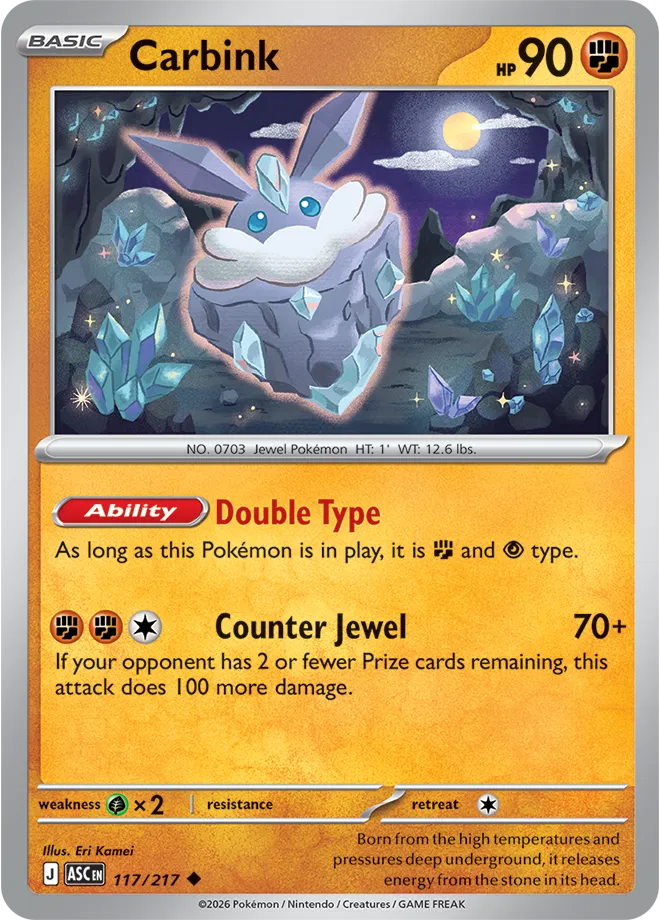 BASIC
Carbink
HP 90
NO. 0703 Jewel Pokémon HT: 1' WT: 12.6 lbs.
Ability Double Type
As long as this Pokémon is in play, it is and type.
Counter Jewel 70+
If your opponent has 2 or fewer Prize cards remaining, this
attack does 100 more damage.
weakness ×2 resistance retreat
Illus. Eri Kamei
J ASC EN 117/217 ◆
Born from the high temperatures and
pressures deep underground, it releases
energy from the stone in its head.
©2026 Pokémon / Nintendo / Creatures / GAME FREAK